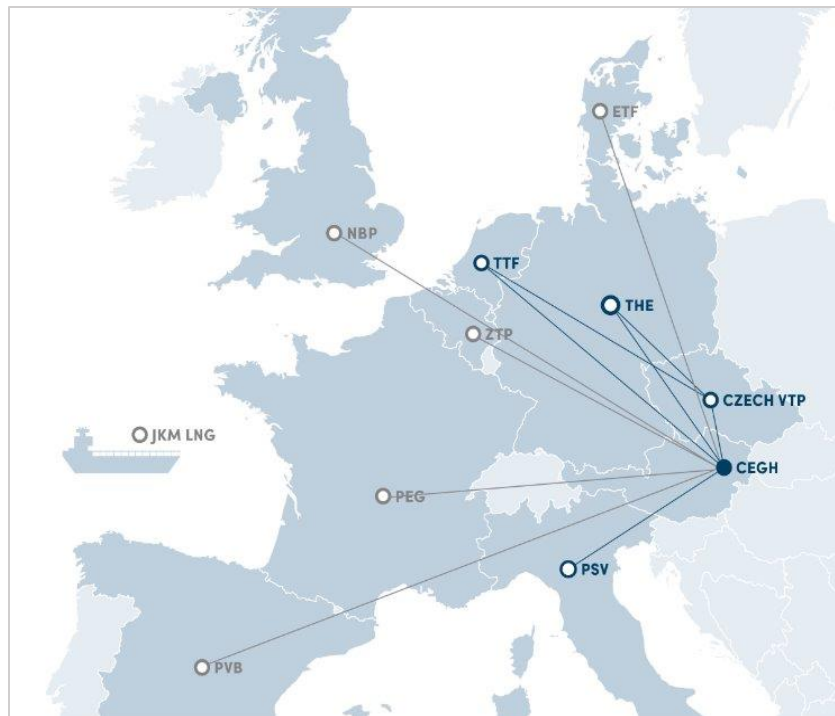 ETF
NBP
TTF
THE
ZTP
CZECH VTP
JKM LNG
CEGH
PEG
PSV
PVB